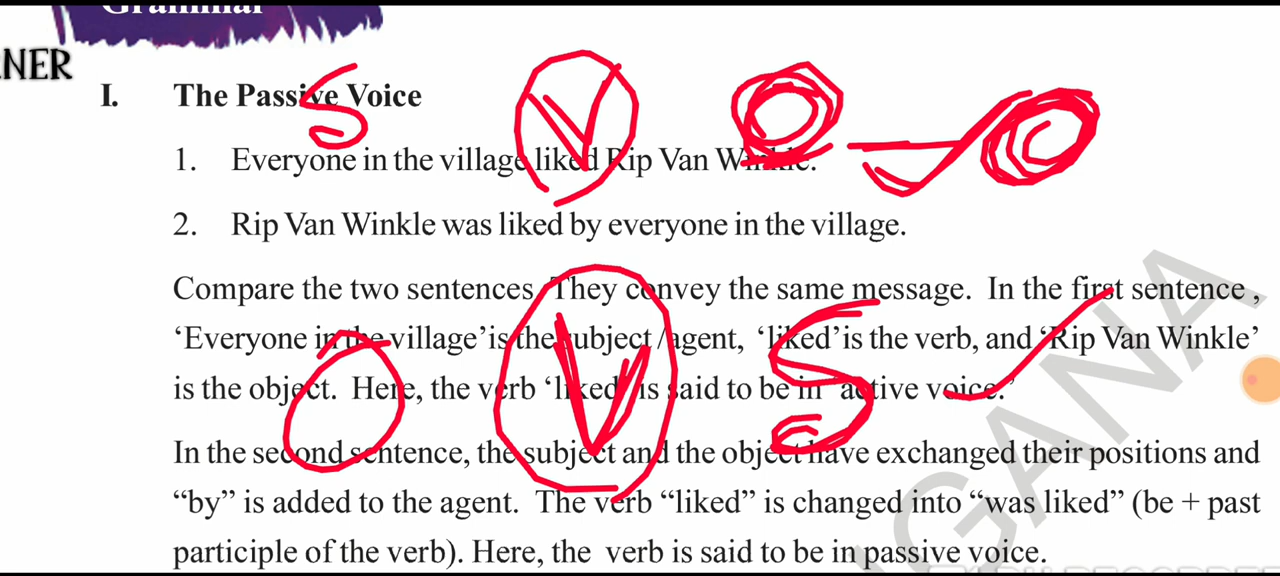 Grammar
NER
I. The Passive Voice
S V O
1. Everyone in the village liked Rip Van Winkle.
2. Rip Van Winkle was liked by everyone in the village.
Compare the two sentences. They convey the same message. In the first sentence,
‘Everyone in the village’ is the subject/agent, ‘liked’ is the verb, and ‘Rip Van Winkle’
is the object. Here, the verb ‘liked’ is said to be in “active voice.”
O V S
In the second sentence, the subject and the object have exchanged their positions and
“by” is added to the agent. The verb “liked” is changed into “was liked” (be + past
participle of the verb). Here, the verb is said to be in passive voice.
GANA